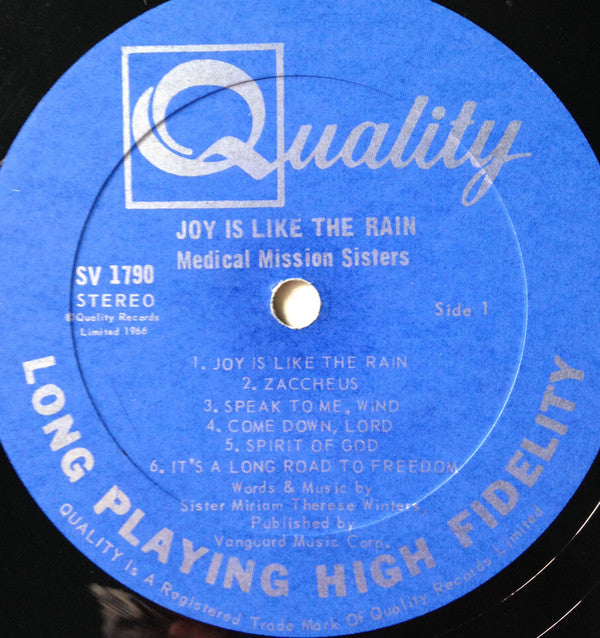 Quality
JOY IS LIKE THE RAIN
Medical Mission Sisters
SV 1790
STEREO
©Quality Records
Limited 1966
Side 1
1. JOY IS LIKE THE RAIN
2. ZACCHEUS
3. SPEAK TO ME, WIND
4. COME DOWN, LORD
5. SPIRIT OF GOD
6. IT'S A LONG ROAD TO FREEDOM
Words & Music by
Sister Miriam Therese Winters
Published by
Vanguard Music Corp.
LONG PLAYING HIGH FIDELITY
QUALITY Is A Registered Trade Mark Of Quality Records Limited